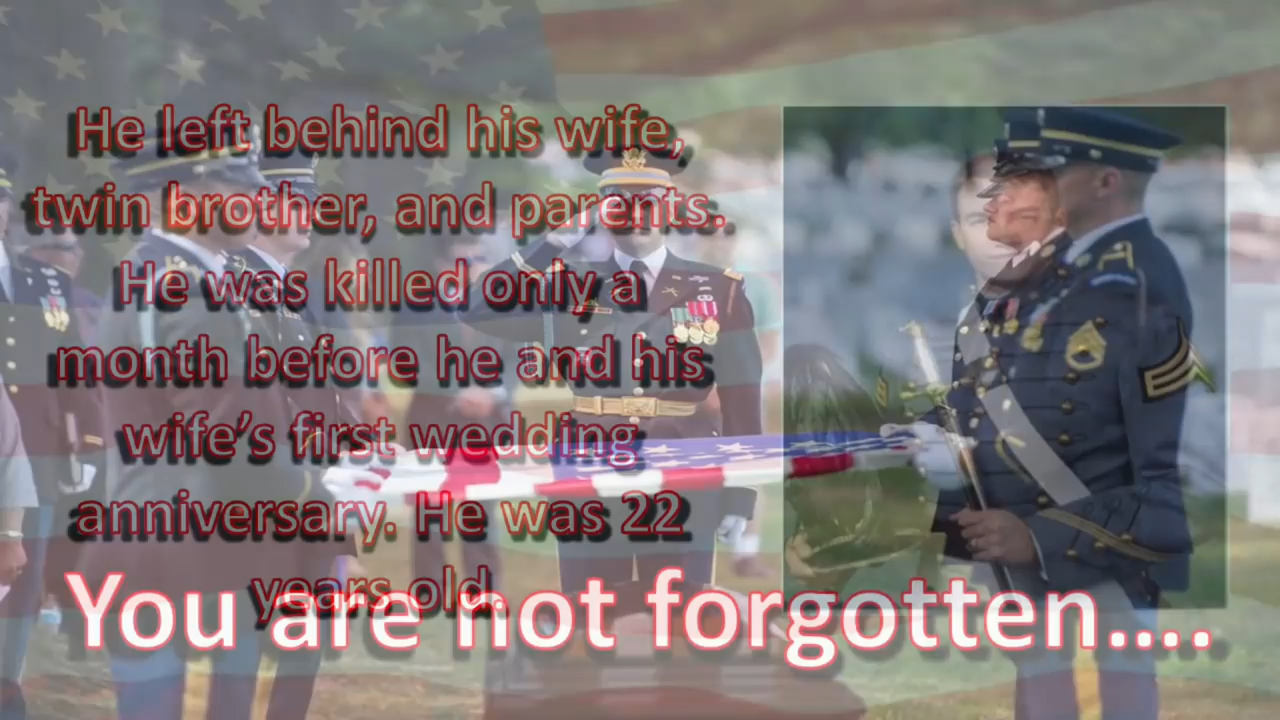 He left behind his wife,
twin brother, and parents.
He was killed only a
month before he and his
wife’s first wedding
anniversary. He was 22
years old.
You are not forgotten....